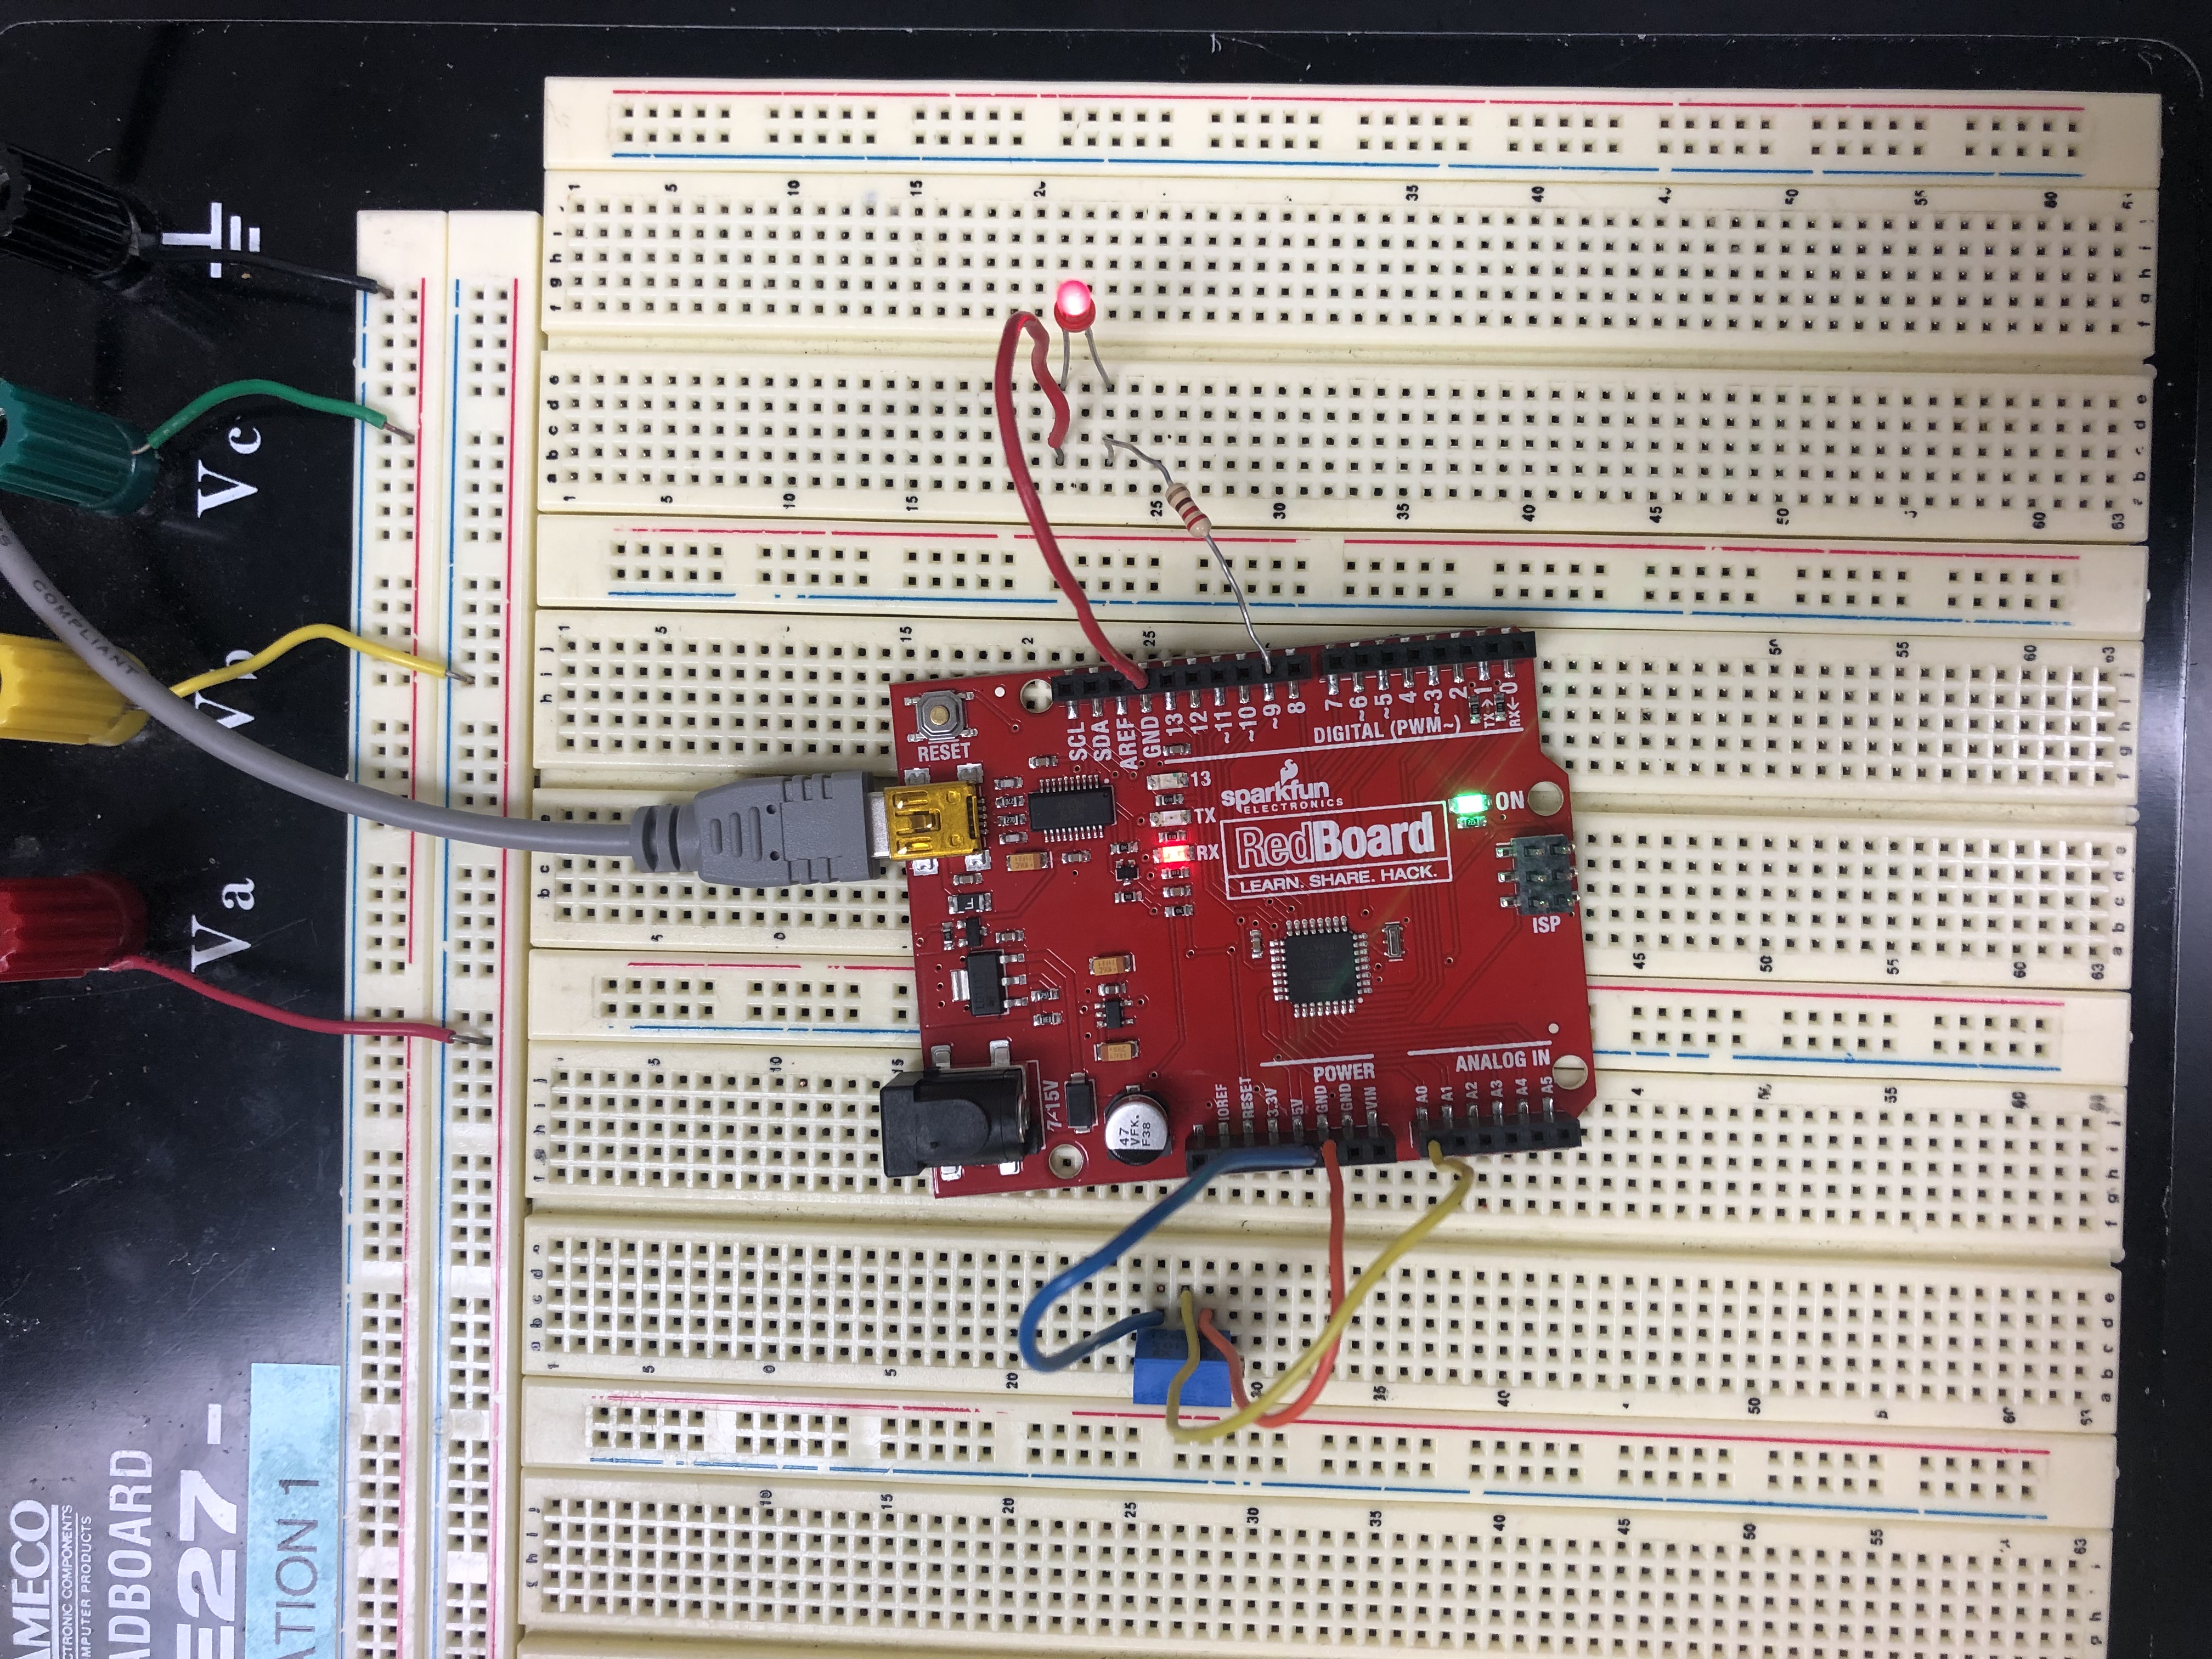 AMECO
CTRONIC COMPONENTS
OMPUTER PRODUCTS
ADBOARD
E27 -
ATION 1
COMPLIANT
Va
Vb
Vc
a b c d e
f g h i j
RESET
7-15V
47
VFK.
F38
SCL
SDA
AREF
GND
13
12
~11
~10
~9
8
7
~6
~5
4
~3
2
TX→ 1
RX← 0
DIGITAL (PWM~)
RX
TX
13
sparkfun
ELECTRONICS
RedBoard
LEARN. SHARE. HACK.
IOREF
RESET
3.3V
5V
GND
GND
VIN
POWER
A0
A1
A2
A3
A4
A5
ANALOG IN
ISP
ON
1
5
10
15
20
25
30
35
40
45
50
55
60
63